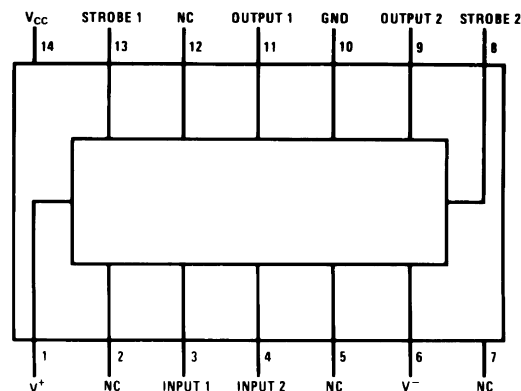 VCC STROBE 1 NC OUTPUT 1 GND OUTPUT 2 STROBE 2
14 13 12 11 10 9 8
1 2 3 4 5 6 7
V+ NC INPUT 1 INPUT 2 NC V− NC